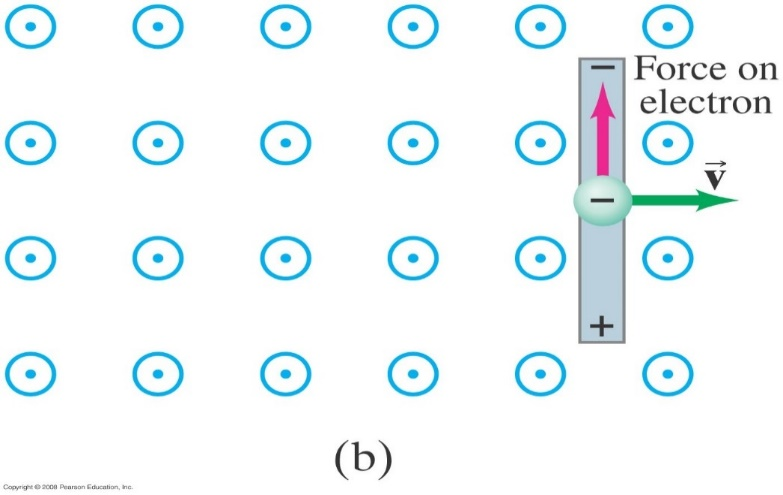 −
Force on
electron
v
−
+
(b)
Copyright © 2008 Pearson Education, Inc.